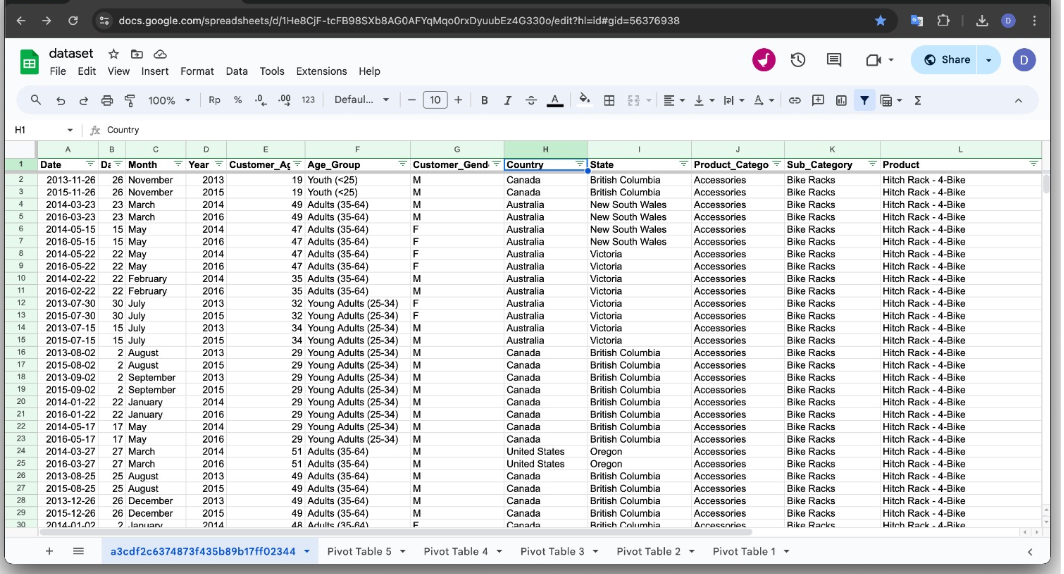 docs.google.com/spreadsheets/d/1He8CjF-tcFB98SXb8AG0AFYqMqo0rxDyuubEz4G330o/edit?hl=id#gid=56376938
dataset
File Edit View Insert Format Data Tools Extensions Help
Share
D
100% Rp % .0 .00 123 Defaul... − 10 + B I A Σ
H1 fx Country
A B C D E F G H I J K L
1 Date Da Month Year Customer_Ag Age_Group Customer_Gend Country State Product_Catego Sub_Category Product
2 2013-11-26 26 November 2013 19 Youth (<25) M Canada British Columbia Accessories Bike Racks Hitch Rack - 4-Bike
3 2015-11-26 26 November 2015 19 Youth (<25) M Canada British Columbia Accessories Bike Racks Hitch Rack - 4-Bike
4 2014-03-23 23 March 2014 49 Adults (35-64) M Australia New South Wales Accessories Bike Racks Hitch Rack - 4-Bike
5 2016-03-23 23 March 2016 49 Adults (35-64) M Australia New South Wales Accessories Bike Racks Hitch Rack - 4-Bike
6 2014-05-15 15 May 2014 47 Adults (35-64) F Australia New South Wales Accessories Bike Racks Hitch Rack - 4-Bike
7 2016-05-15 15 May 2016 47 Adults (35-64) F Australia New South Wales Accessories Bike Racks Hitch Rack - 4-Bike
8 2014-05-22 22 May 2014 47 Adults (35-64) F Australia Victoria Accessories Bike Racks Hitch Rack - 4-Bike
9 2016-05-22 22 May 2016 47 Adults (35-64) F Australia Victoria Accessories Bike Racks Hitch Rack - 4-Bike
10 2014-02-22 22 February 2014 35 Adults (35-64) M Australia Victoria Accessories Bike Racks Hitch Rack - 4-Bike
11 2016-02-22 22 February 2016 35 Adults (35-64) M Australia Victoria Accessories Bike Racks Hitch Rack - 4-Bike
12 2013-07-30 30 July 2013 32 Young Adults (25-34) F Australia Victoria Accessories Bike Racks Hitch Rack - 4-Bike
13 2015-07-30 30 July 2015 32 Young Adults (25-34) F Australia Victoria Accessories Bike Racks Hitch Rack - 4-Bike
14 2013-07-15 15 July 2013 34 Young Adults (25-34) M Australia Victoria Accessories Bike Racks Hitch Rack - 4-Bike
15 2015-07-15 15 July 2015 34 Young Adults (25-34) M Australia Victoria Accessories Bike Racks Hitch Rack - 4-Bike
16 2013-08-02 2 August 2013 29 Young Adults (25-34) M Canada British Columbia Accessories Bike Racks Hitch Rack - 4-Bike
17 2015-08-02 2 August 2015 29 Young Adults (25-34) M Canada British Columbia Accessories Bike Racks Hitch Rack - 4-Bike
18 2013-09-02 2 September 2013 29 Young Adults (25-34) M Canada British Columbia Accessories Bike Racks Hitch Rack - 4-Bike
19 2015-09-02 2 September 2015 29 Young Adults (25-34) M Canada British Columbia Accessories Bike Racks Hitch Rack - 4-Bike
20 2014-01-22 22 January 2014 29 Young Adults (25-34) M Canada British Columbia Accessories Bike Racks Hitch Rack - 4-Bike
21 2016-01-22 22 January 2016 29 Young Adults (25-34) M Canada British Columbia Accessories Bike Racks Hitch Rack - 4-Bike
22 2014-05-17 17 May 2014 29 Young Adults (25-34) M Canada British Columbia Accessories Bike Racks Hitch Rack - 4-Bike
23 2016-05-17 17 May 2016 29 Young Adults (25-34) M Canada British Columbia Accessories Bike Racks Hitch Rack - 4-Bike
24 2014-03-27 27 March 2014 51 Adults (35-64) M United States Oregon Accessories Bike Racks Hitch Rack - 4-Bike
25 2016-03-27 27 March 2016 51 Adults (35-64) M United States Oregon Accessories Bike Racks Hitch Rack - 4-Bike
26 2013-08-25 25 August 2013 49 Adults (35-64) M Canada British Columbia Accessories Bike Racks Hitch Rack - 4-Bike
27 2015-08-25 25 August 2015 49 Adults (35-64) M Canada British Columbia Accessories Bike Racks Hitch Rack - 4-Bike
28 2013-12-26 26 December 2013 49 Adults (35-64) M Canada British Columbia Accessories Bike Racks Hitch Rack - 4-Bike
29 2015-12-26 26 December 2015 49 Adults (35-64) M Canada British Columbia Accessories Bike Racks Hitch Rack - 4-Bike
30 2014-01-02 2 January 2014 48 Adults (35-64) F Canada British Columbia Accessories Bike Racks Hitch Rack - 4-Bike
+ a3cdf2c6374873f435b89b17ff02344 Pivot Table 5 Pivot Table 4 Pivot Table 3 Pivot Table 2 Pivot Table 1